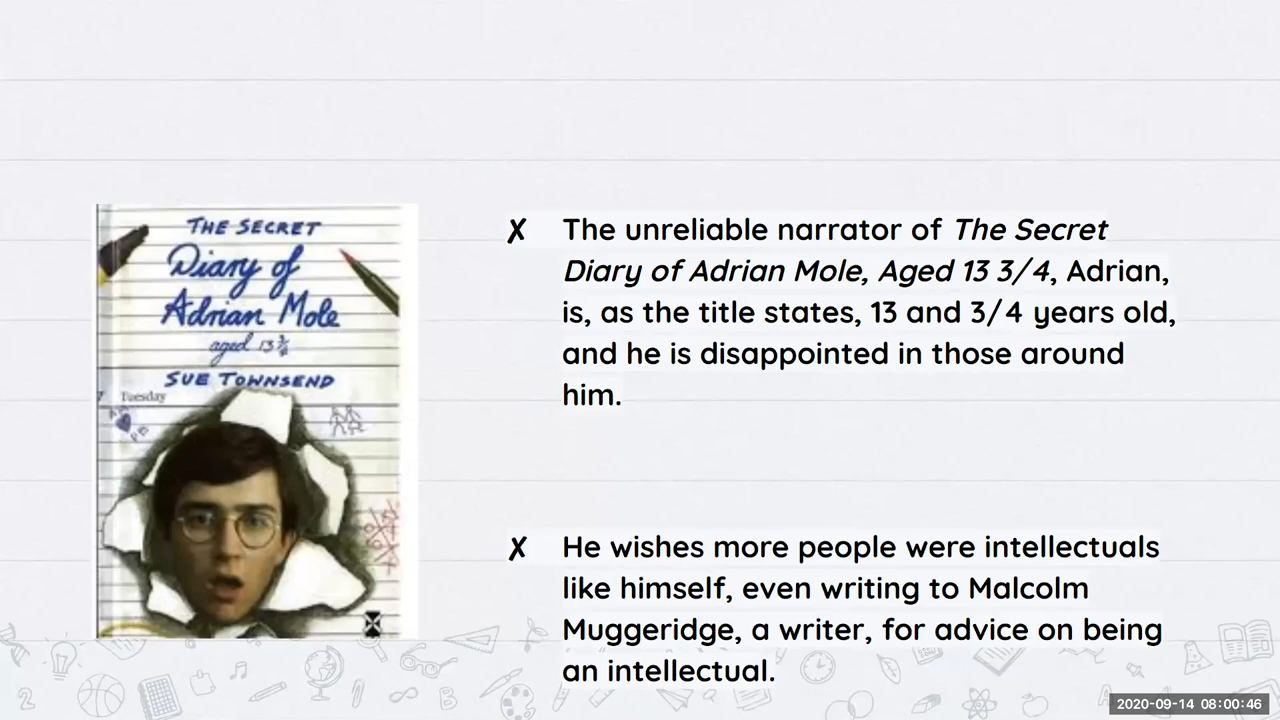 THE SECRET
Diary of
Adrian Mole
aged 13 3/4
SUE TOWNSEND
Tuesday
✗ The unreliable narrator of The Secret
Diary of Adrian Mole, Aged 13 3/4, Adrian,
is, as the title states, 13 and 3/4 years old,
and he is disappointed in those around
him.
✗ He wishes more people were intellectuals
like himself, even writing to Malcolm
Muggeridge, a writer, for advice on being
an intellectual.
2020-09-14 08:00:46